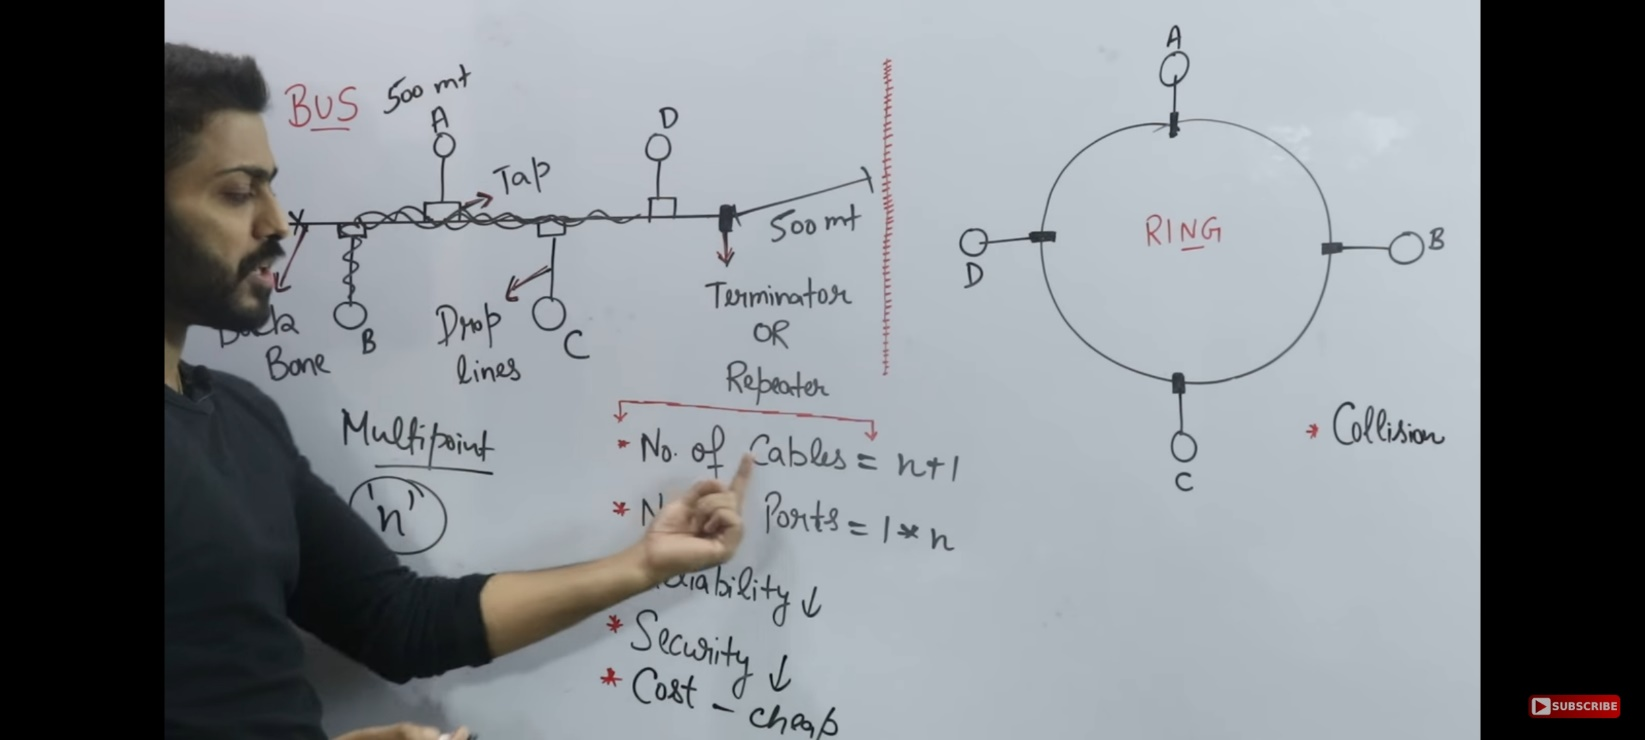 BUS 500 mt
A
D
Tap
500 mt
Bone
B
Drop
lines
C
Terminator
OR
Repeater
Multipoint
'n'
* No. of Cables = n+1
* Ports = 1 * n
* Security ↓
* Cost - cheap
A
RING
B
D
C
* Collision
SUBSCRIBE